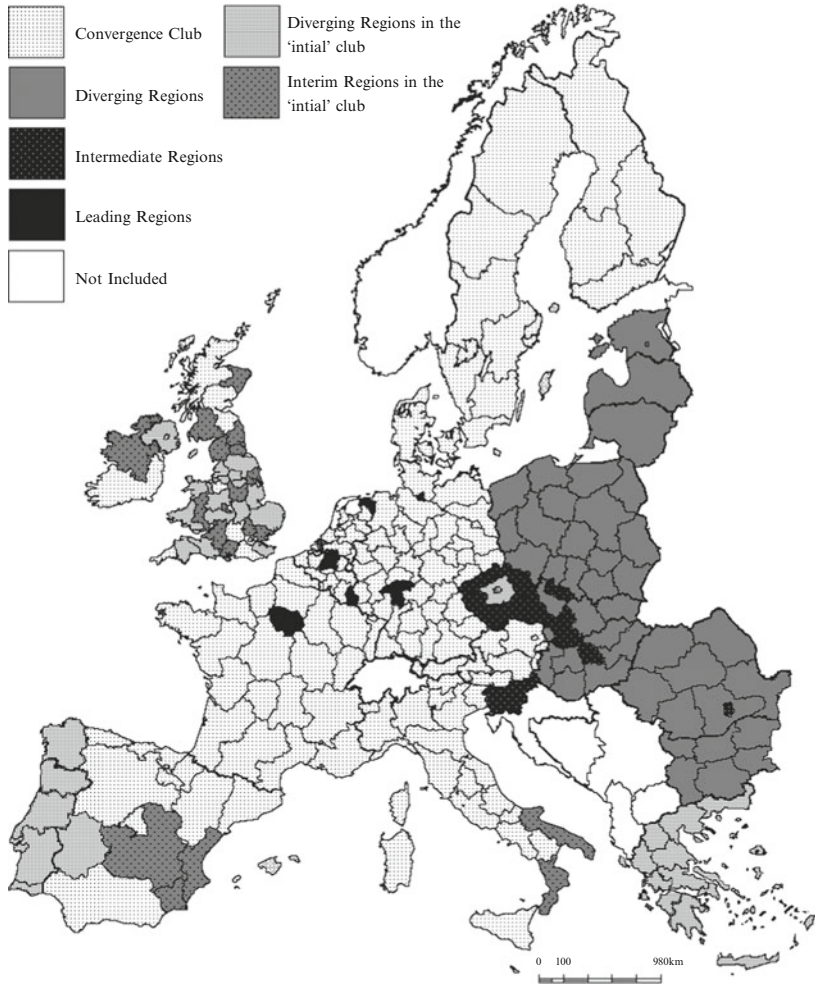 Convergence Club
Diverging Regions
Intermediate Regions
Leading Regions
Not Included
Diverging Regions in the
‘intial’ club
Interim Regions in the
‘intial’ club
0 100 980km